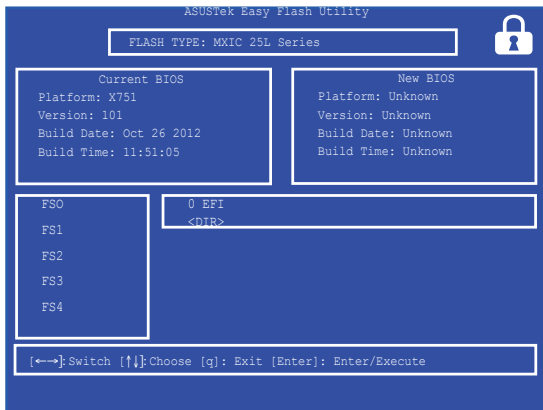 ASUSTek Easy Flash Utility
FLASH TYPE: MXIC 25L Series
Current BIOS
Platform: X751
Version: 101
Build Date: Oct 26 2012
Build Time: 11:51:05
New BIOS
Platform: Unknown
Version: Unknown
Build Date: Unknown
Build Time: Unknown
FSO
FS1
FS2
FS3
FS4
0 EFI
<DIR>
[←→]:Switch [↑↓]:Choose [q]: Exit [Enter]: Enter/Execute